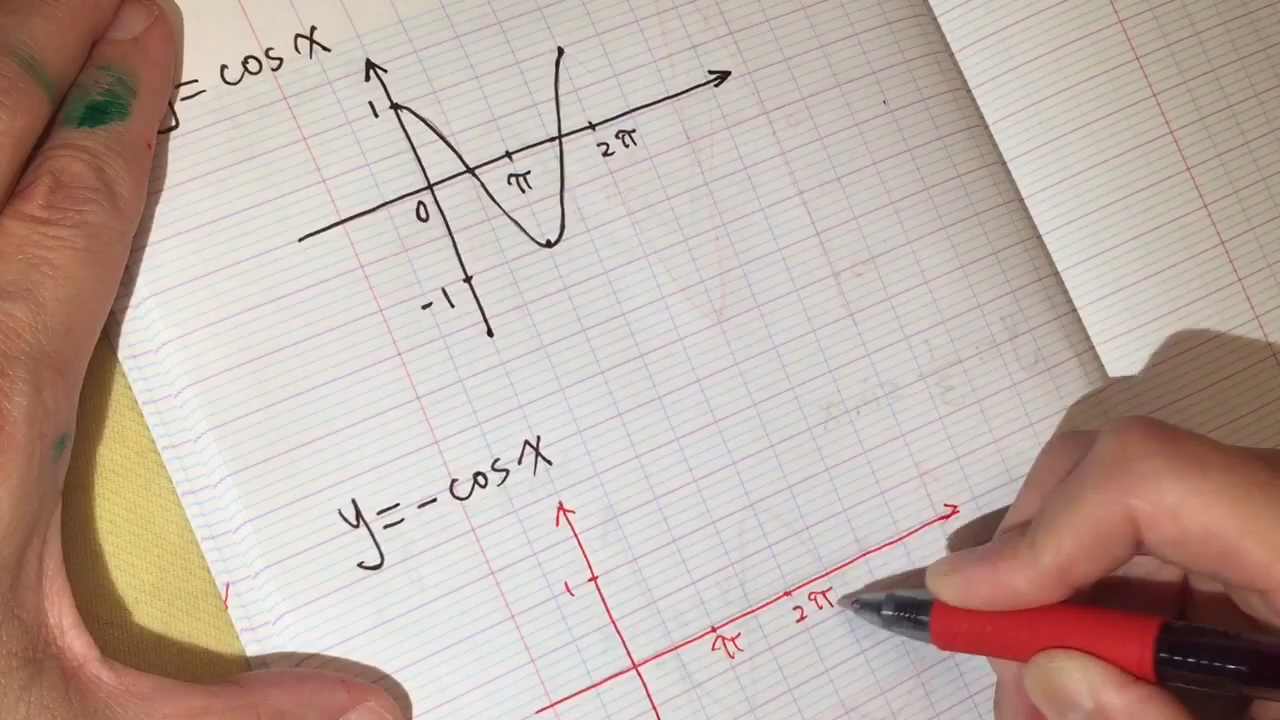 y = cos x
1
2π
π
0
-1
y = - cos x
1
2π
π